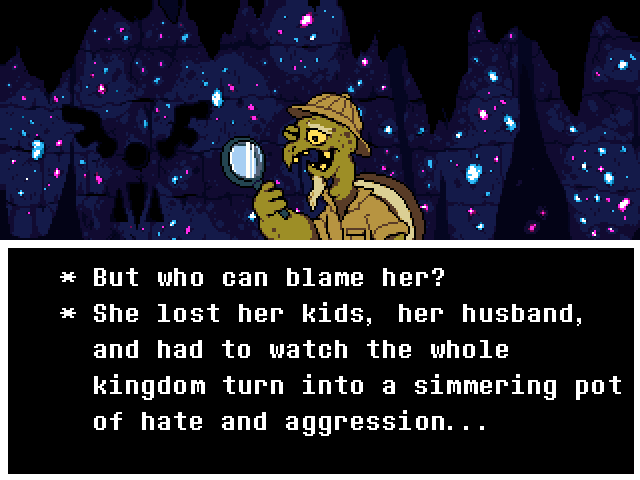 * But who can blame her?
* She lost her kids, her husband,
and had to watch the whole
kingdom turn into a simmering pot
of hate and aggression...